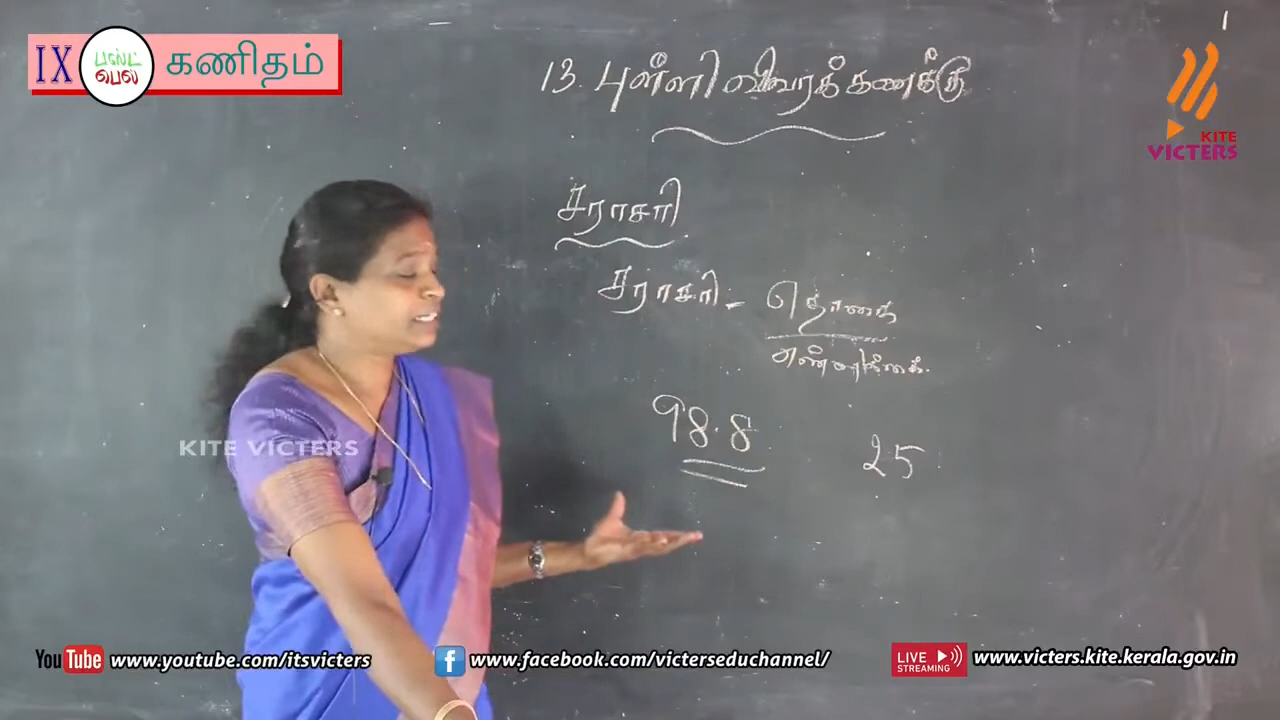 IX பஸ்ட் பெல் கணிதம்
13. புள்ளி விவரக் கணக்கு
KITE
VICTERS
சராசரி
சராசரி - தொகை
எண்ணிக்கை.
98.8 25
KITE VICTERS
YouTube www.youtube.com/itsvicters f www.facebook.com/victerseduchannel/ LIVE STREAMING www.victers.kite.kerala.gov.in